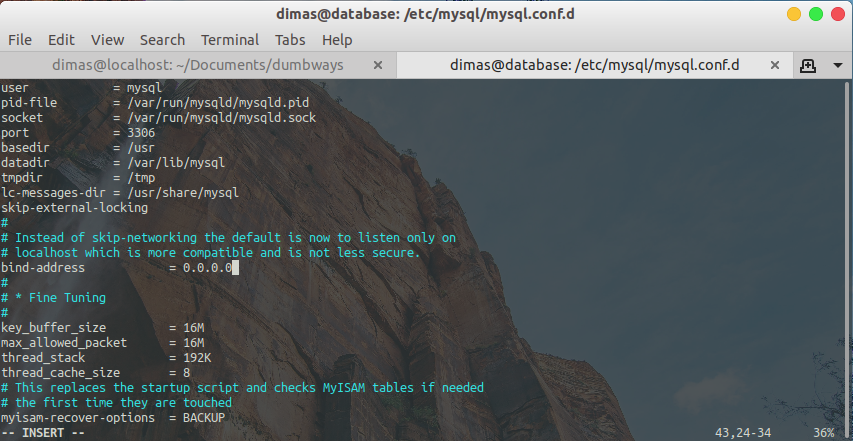 dimas@database: /etc/mysql/mysql.conf.d
File Edit View Search Terminal Tabs Help
dimas@localhost: ~/Documents/dumbways × dimas@database: /etc/mysql/mysql.conf.d ×
user            = mysql
pid-file        = /var/run/mysqld/mysqld.pid
socket          = /var/run/mysqld/mysqld.sock
port            = 3306
basedir         = /usr
datadir         = /var/lib/mysql
tmpdir          = /tmp
lc-messages-dir = /usr/share/mysql
skip-external-locking
#
# Instead of skip-networking the default is now to listen only on
# localhost which is more compatible and is not less secure.
bind-address            = 0.0.0.0
#
# * Fine Tuning
#
key_buffer_size         = 16M
max_allowed_packet      = 16M
thread_stack            = 192K
thread_cache_size       = 8
# This replaces the startup script and checks MyISAM tables if needed
# the first time they are touched
myisam-recover-options  = BACKUP
-- INSERT -- 43,24-34 36%